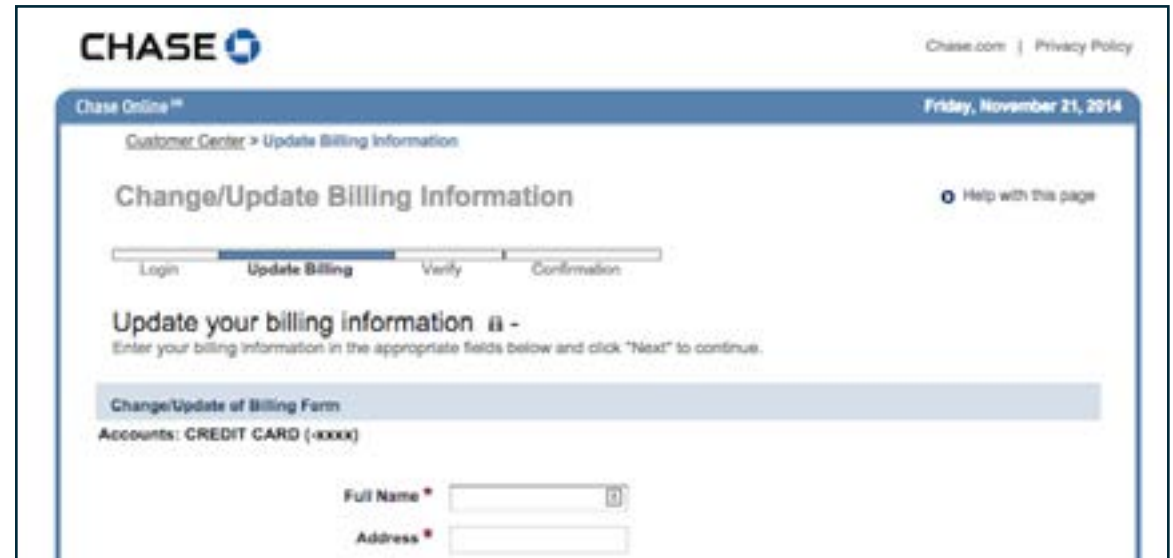 CHASE
Chase.com | Privacy Policy
Chase Online℠ Friday, November 21, 2014
Customer Center > Update Billing Information
Change/Update Billing Information
Help with this page
Login Update Billing Verify Confirmation
Update your billing information -
Enter your billing information in the appropriate fields below and click "Next" to continue.
Change/Update of Billing Form
Accounts: CREDIT CARD (-xxxx)
Full Name *
Address *